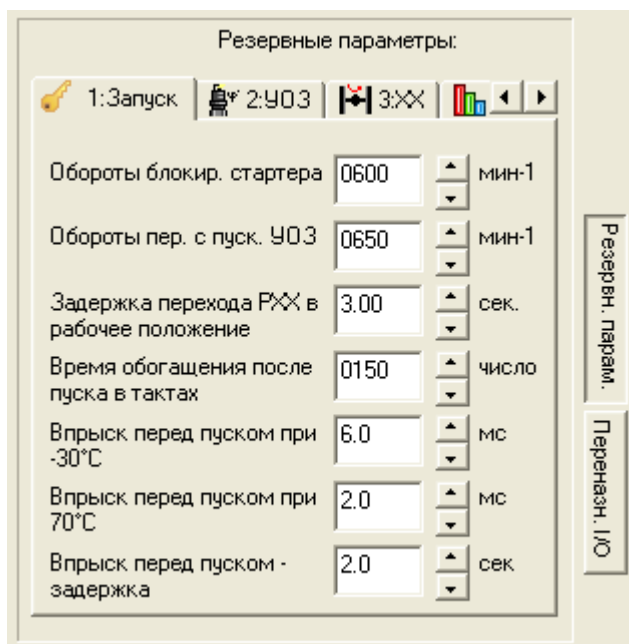 Резервные параметры:
1:Запуск
2:УОЗ
3:ХХ
Обороты блокир. стартера 0600 мин-1
Обороты пер. с пуск. УОЗ 0650 мин-1
Задержка перехода РХХ в 3.00 сек.
рабочее положение
Время обогащения после 0150 число
пуска в тактах
Впрыск перед пуском при 6.0 мс
-30°C
Впрыск перед пуском при 2.0 мс
70°C
Впрыск перед пуском - 2.0 сек
задержка
Резервн. парам.
Переназн. I/O